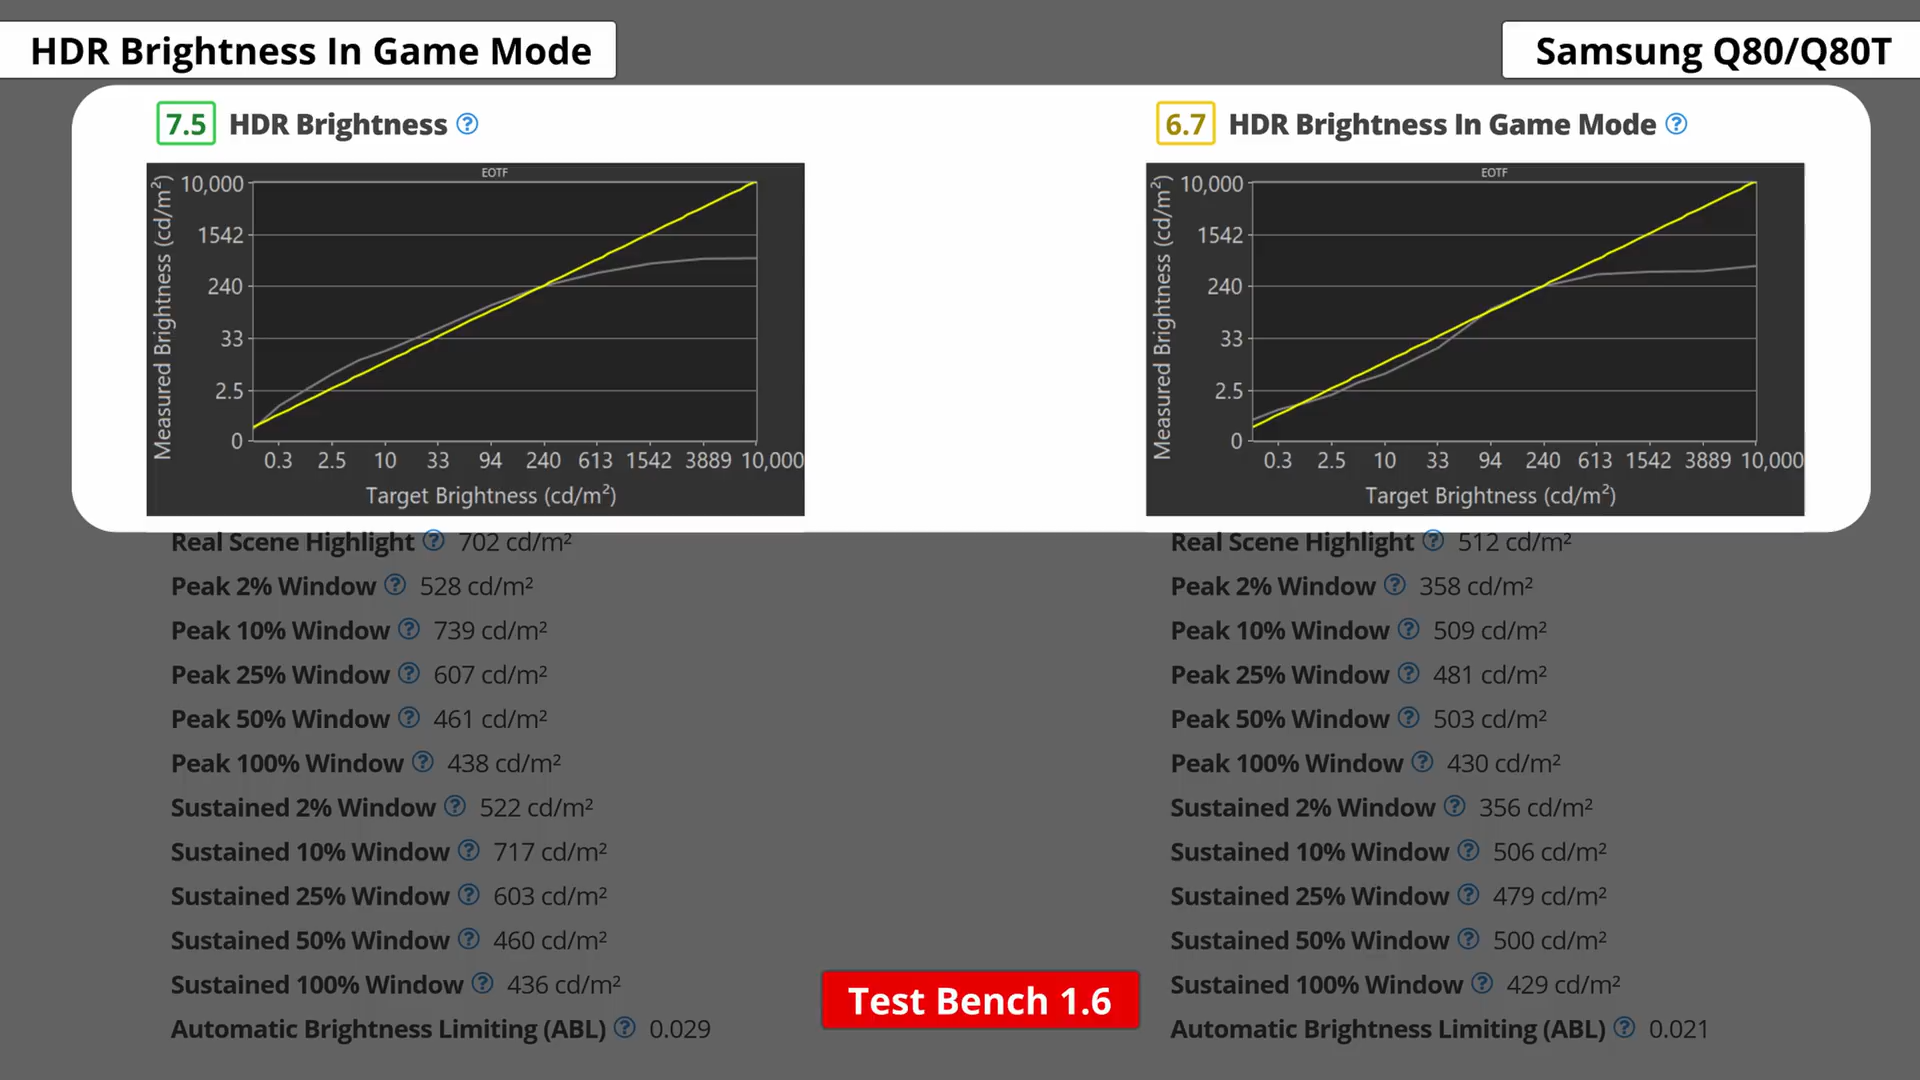 HDR Brightness In Game Mode
Samsung Q80/Q80T
7.5 HDR Brightness ?
EOTF
Measured Brightness (cd/m²)
10,000
1542
240
33
2.5
0
0.3 2.5 10 33 94 240 613 1542 3889 10,000
Target Brightness (cd/m²)
6.7 HDR Brightness In Game Mode ?
EOTF
Measured Brightness (cd/m²)
10,000
1542
240
33
2.5
0
0.3 2.5 10 33 94 240 613 1542 3889 10,000
Target Brightness (cd/m²)
Real Scene Highlight ? 702 cd/m²
Peak 2% Window ? 528 cd/m²
Peak 10% Window ? 739 cd/m²
Peak 25% Window ? 607 cd/m²
Peak 50% Window ? 461 cd/m²
Peak 100% Window ? 438 cd/m²
Sustained 2% Window ? 522 cd/m²
Sustained 10% Window ? 717 cd/m²
Sustained 25% Window ? 603 cd/m²
Sustained 50% Window ? 460 cd/m²
Sustained 100% Window ? 436 cd/m²
Automatic Brightness Limiting (ABL) ? 0.029
Real Scene Highlight ? 512 cd/m²
Peak 2% Window ? 358 cd/m²
Peak 10% Window ? 509 cd/m²
Peak 25% Window ? 481 cd/m²
Peak 50% Window ? 503 cd/m²
Peak 100% Window ? 430 cd/m²
Sustained 2% Window ? 356 cd/m²
Sustained 10% Window ? 506 cd/m²
Sustained 25% Window ? 479 cd/m²
Sustained 50% Window ? 500 cd/m²
Sustained 100% Window ? 429 cd/m²
Automatic Brightness Limiting (ABL) ? 0.021
Test Bench 1.6